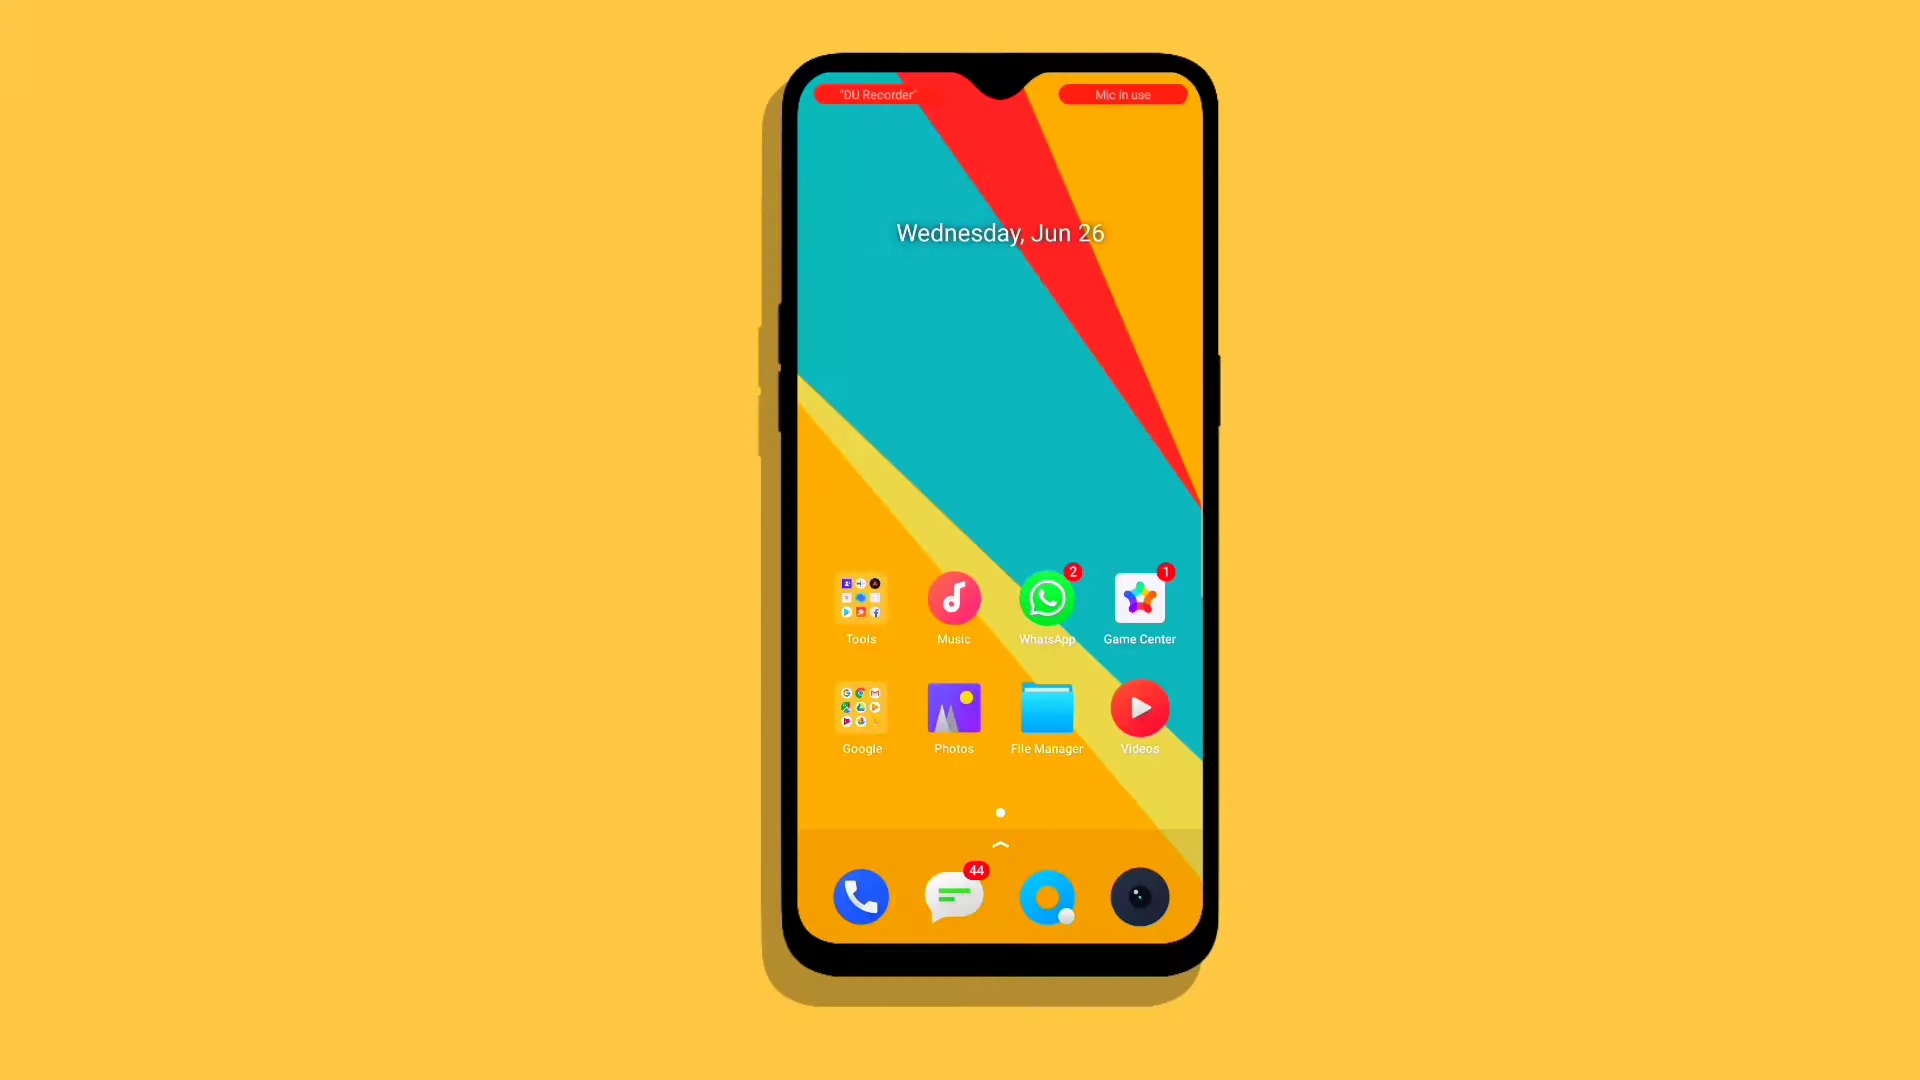 "DU Recorder" Mic in use
Wednesday, Jun 26
2 1
Tools Music WhatsApp Game Center
Google Photos File Manager Videos
44